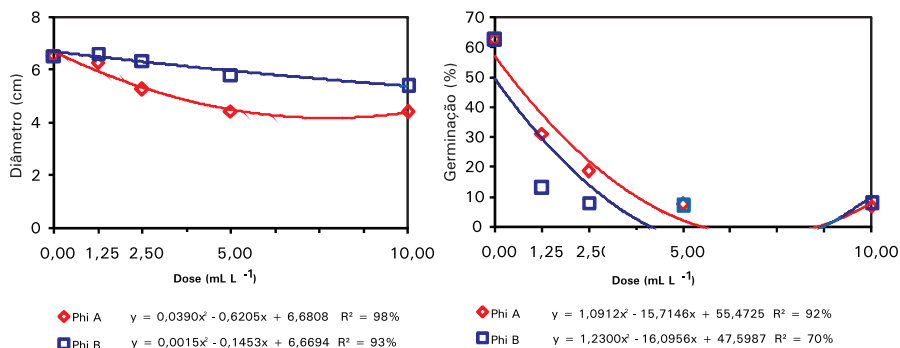 8
6
4
2
0
Diâmetro (cm)
0,00 1,25 2,50 5,00 10,00
Dose (mL L -1)
Phi A y = 0,0390x² - 0,6205x + 6,6808 R² = 98%
Phi B y = 0,0015x² - 0,1453x + 6,6694 R² = 93%
70
60
50
40
30
20
10
0
Germinação (%)
0,00 1,25 2,50 5,00 10,00
Dose (mL L -1)
Phi A y = 1,0912x² - 15,7146x + 55,4725 R² = 92%
Phi B y = 1,2300x² - 16,0956x + 47,5987 R² = 70%